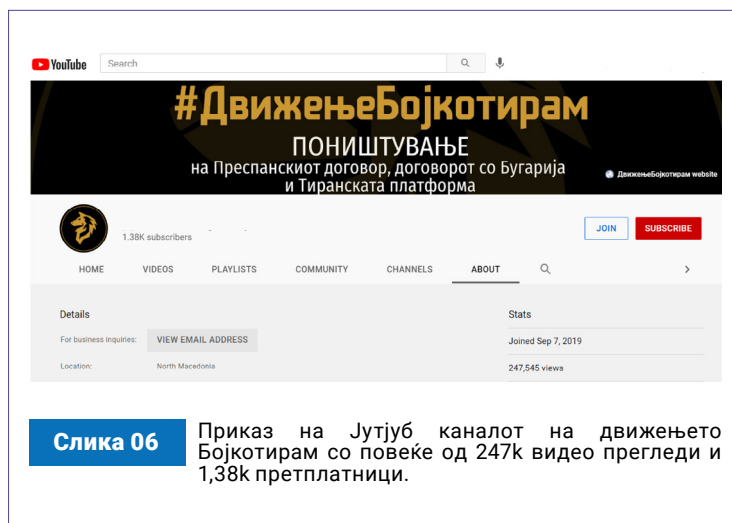 YouTube Search
#ДвижењеБојкотирам
ПОНИШТУВАЊЕ
на Преспанскиот договор, договорот со Бугарија
и Тиранската платформа
ДвижењеБојкотирам website
1.38K subscribers
JOIN SUBSCRIBE
HOME VIDEOS PLAYLISTS COMMUNITY CHANNELS ABOUT
Details Stats
For business inquiries: VIEW EMAIL ADDRESS Joined Sep 7, 2019
Location: North Macedonia 247,545 views
Слика 06
Приказ на Јутјуб каналот на движењето
Бојкотирам со повеќе од 247k видео прегледи и
1,38k претплатници.